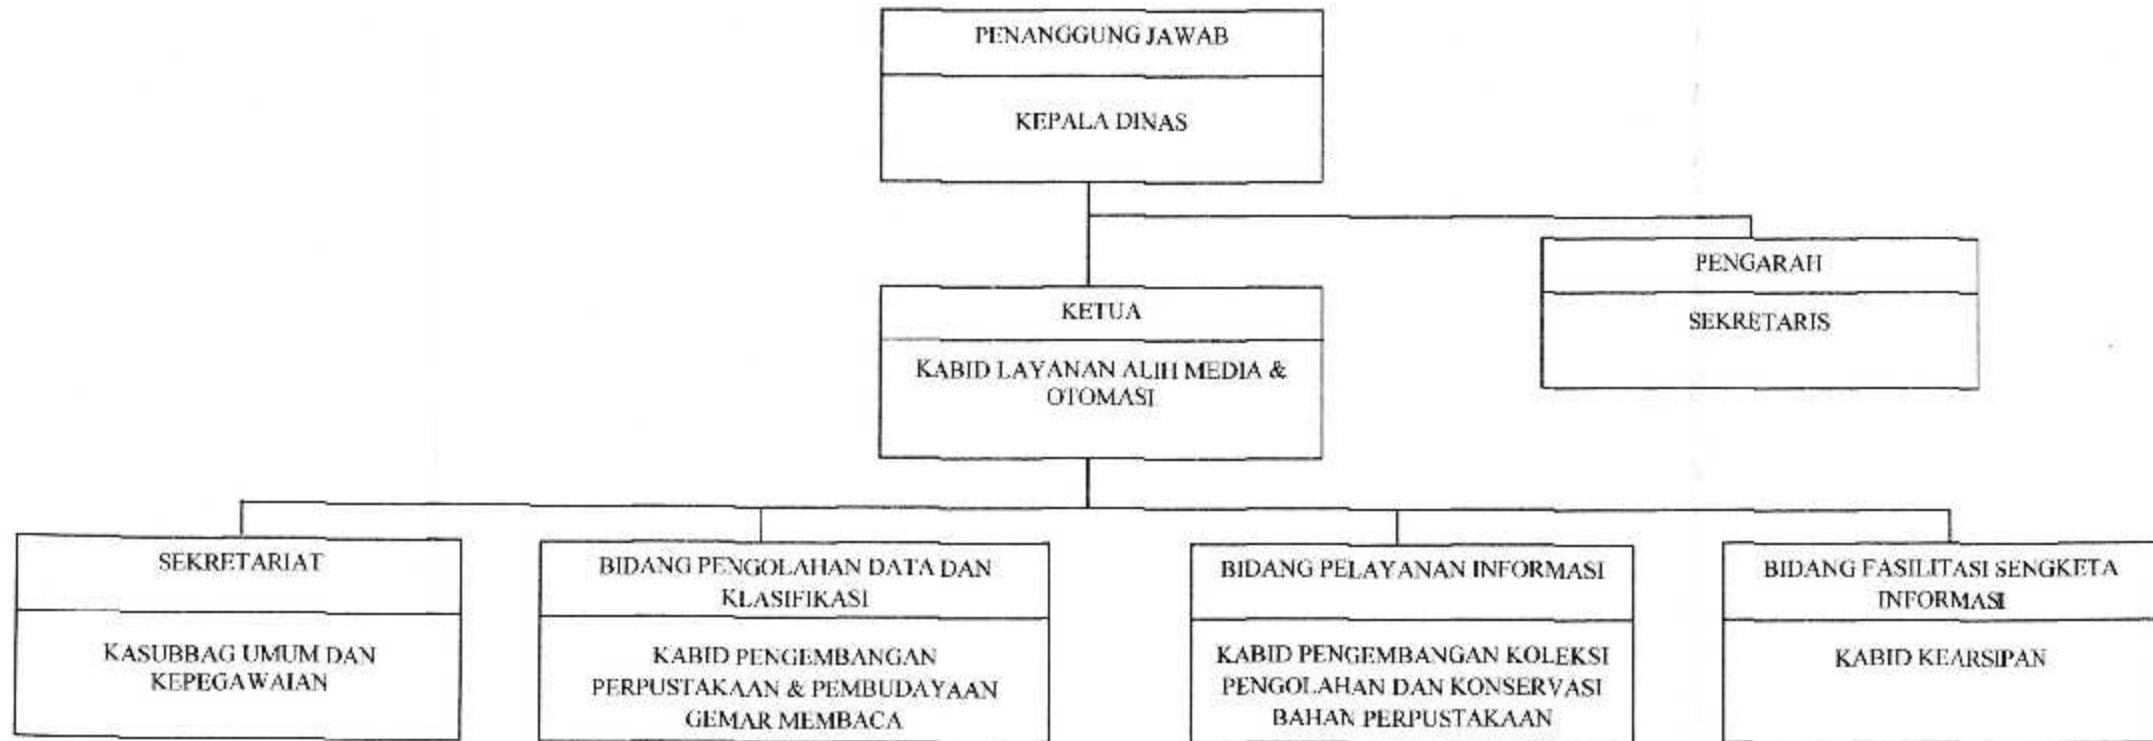 PENANGGUNG JAWAB
KEPALA DINAS
PENGARAH
SEKRETARIS
KETUA
KABID LAYANAN ALIH MEDIA &
OTOMASI
SEKRETARIAT
KASUBBAG UMUM DAN
KEPEGAWAIAN
BIDANG PENGOLAHAN DATA DAN
KLASIFIKASI
KABID PENGEMBANGAN
PERPUSTAKAAN & PEMBUDAYAAN
GEMAR MEMBACA
BIDANG PELAYANAN INFORMASI
KABID PENGEMBANGAN KOLEKSI
PENGOLAHAN DAN KONSERVASI
BAHAN PERPUSTAKAAN
BIDANG FASILITASI SENGKETA
INFORMASI
KABID KEARSIPAN